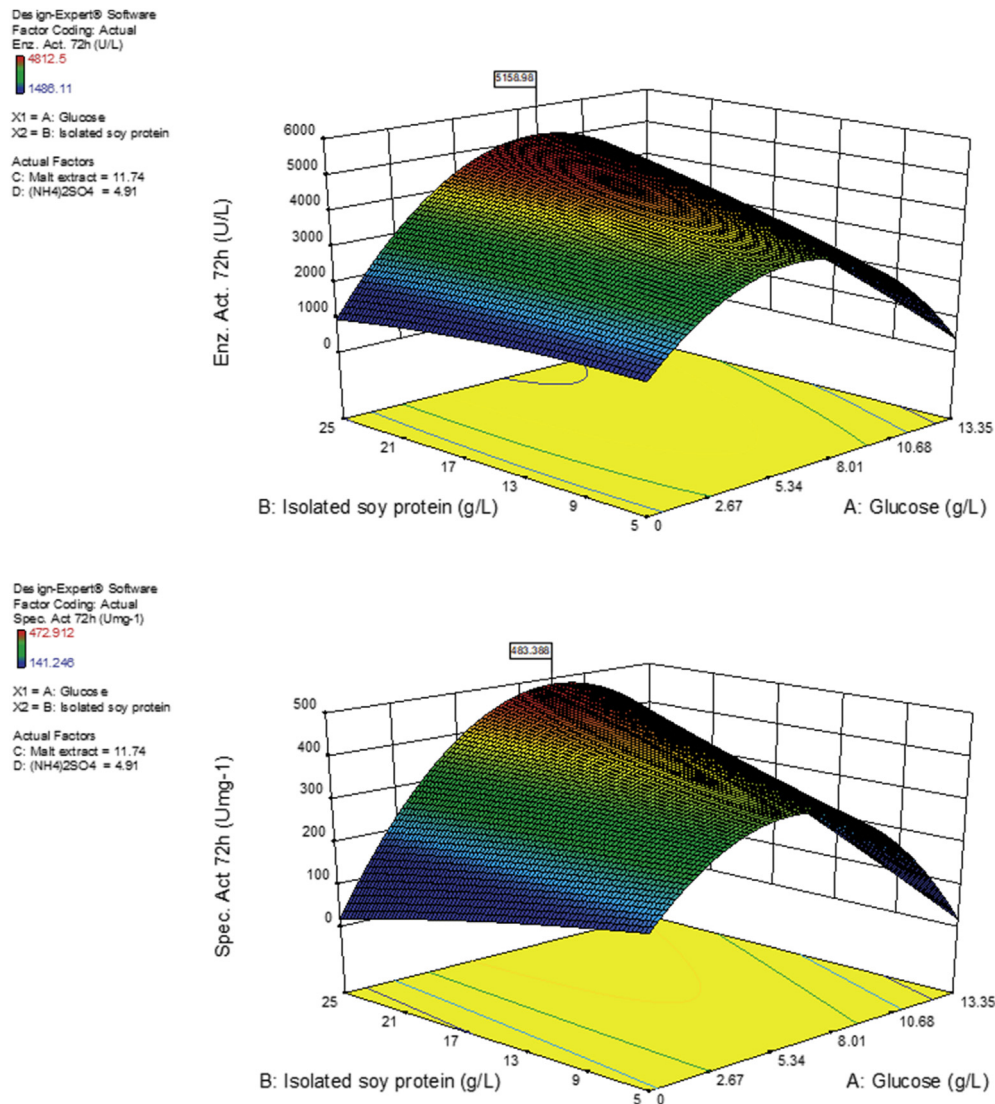 Design-Expert® Software
Factor Coding: Actual
Enz. Act. 72h (U/L)
4812.5
1486.11
X1 = A: Glucose
X2 = B: Isolated soy protein
Actual Factors
C: Malt extract = 11.74
D: (NH4)2SO4 = 4.91
5158.98
6000
5000
4000
3000
2000
1000
0
Enz. Act. 72h (U/L)
25
21
17
13
9
5
0
2.67
5.34
8.01
10.68
13.35
B: Isolated soy protein (g/L)
A: Glucose (g/L)
Design-Expert® Software
Factor Coding: Actual
Spec. Act 72h (Umg-1)
472.912
141.246
X1 = A: Glucose
X2 = B: Isolated soy protein
Actual Factors
C: Malt extract = 11.74
D: (NH4)2SO4 = 4.91
483.388
500
400
300
200
100
0
Spec. Act 72h (Umg-1)
25
21
17
13
9
5
0
2.67
5.34
8.01
10.68
13.35
B: Isolated soy protein (g/L)
A: Glucose (g/L)